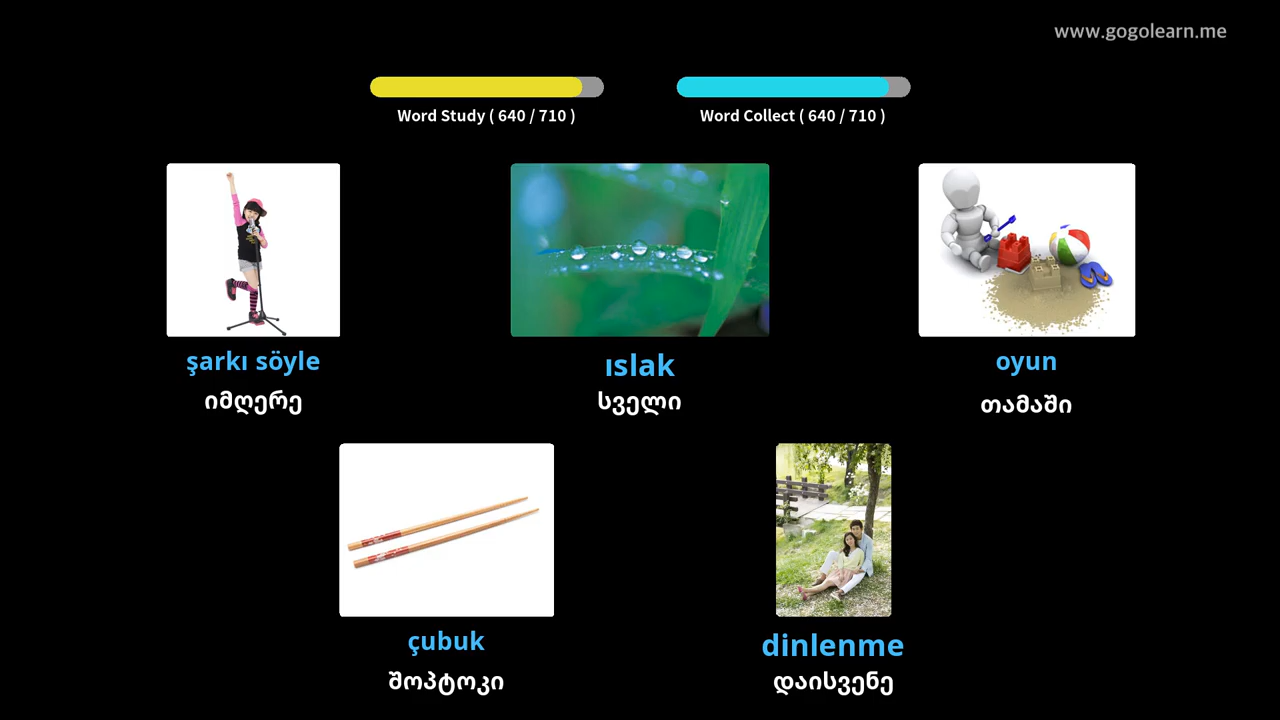 www.gogolearn.me
Word Study ( 640 / 710 )
Word Collect ( 640 / 710 )
şarkı söyle
იმღერე
ıslak
სველი
oyun
თამაში
çubuk
შოპტოკი
dinlenme
დაისვენე